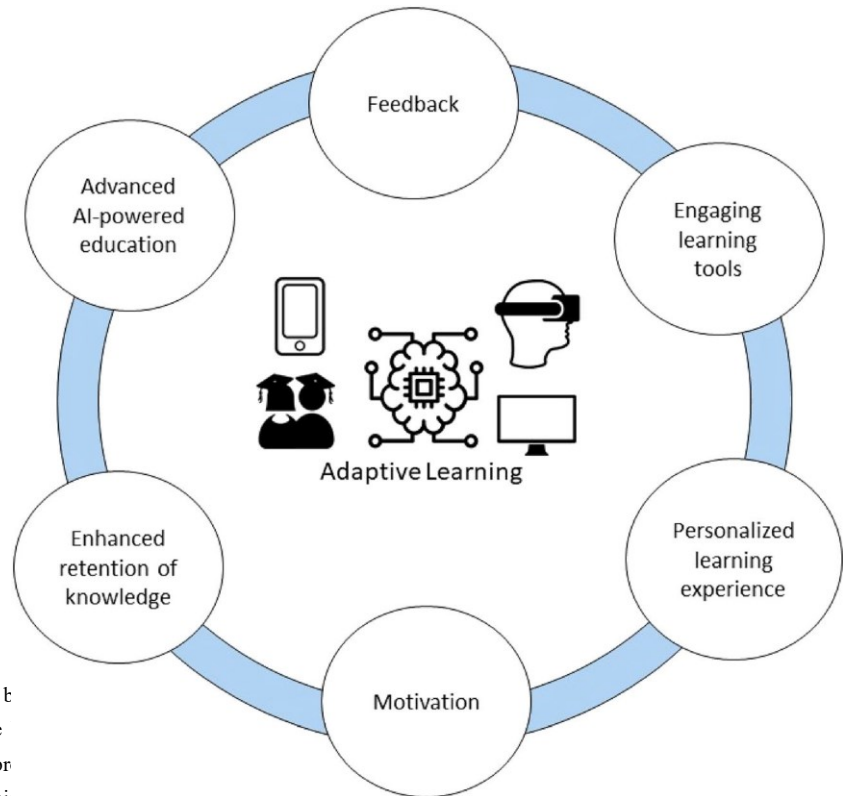 Feedback
Advanced
AI-powered
education
Engaging
learning
tools
Adaptive Learning
Enhanced
retention of
knowledge
Personalized
learning
experience
Motivation